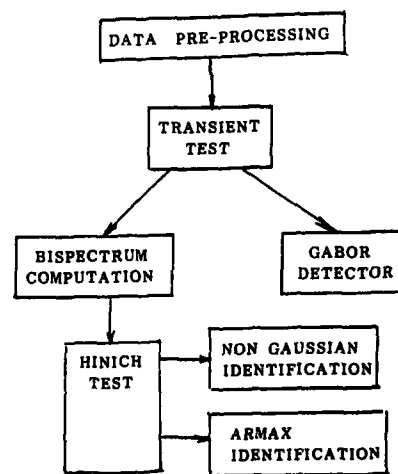 DATA PRE-PROCESSING
TRANSIENT
TEST
BISPECTRUM
COMPUTATION
GABOR
DETECTOR
HINICH
TEST
NON GAUSSIAN
IDENTIFICATION
ARMAX
IDENTIFICATION